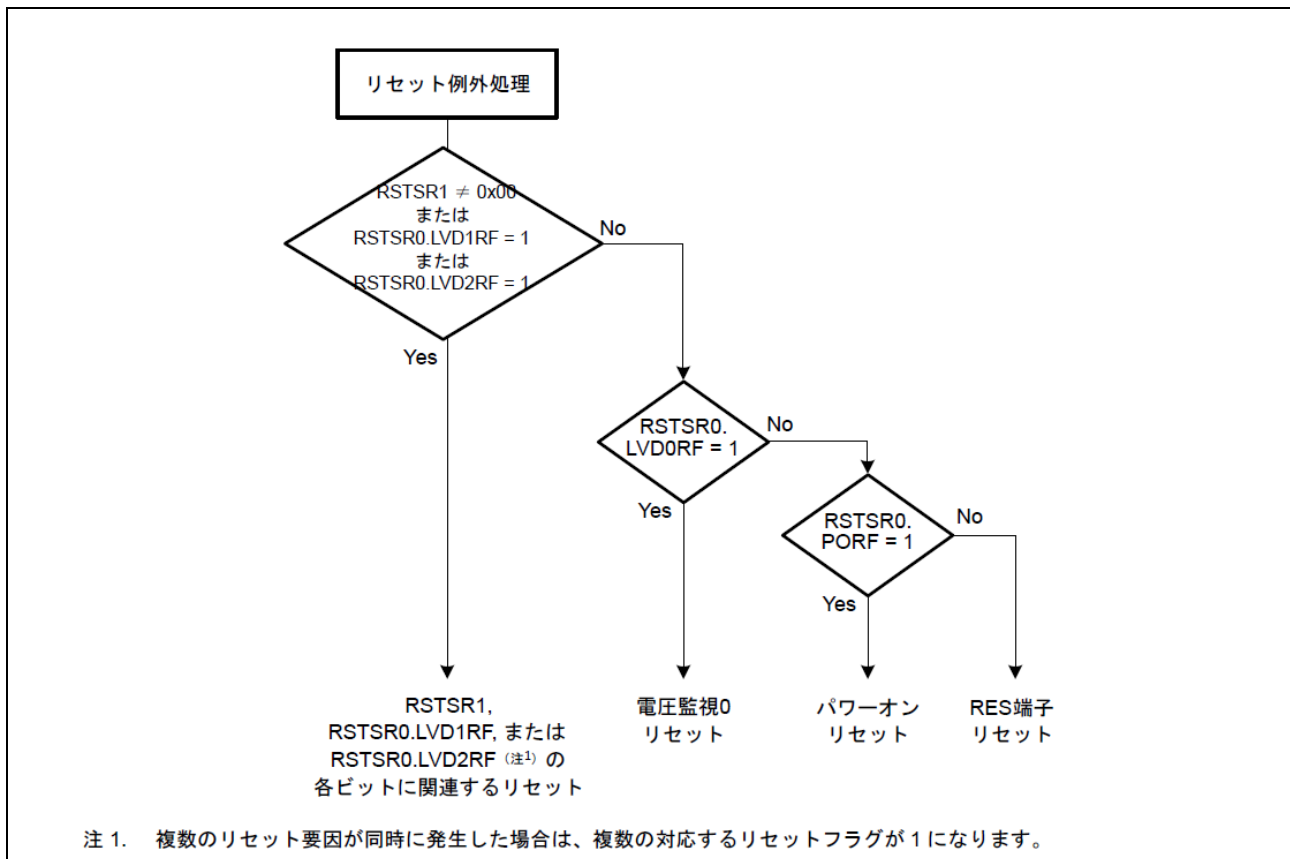 リセット例外処理
RSTSR1 ≠ 0x00
または
RSTSR0.LVD1RF = 1
または
RSTSR0.LVD2RF = 1
No
Yes
RSTSR0.
LVD0RF = 1
No
Yes
RSTSR0.
PORF = 1
No
Yes
RSTSR1,
RSTSR0.LVD1RF, または
RSTSR0.LVD2RF (注1) の
各ビットに関連するリセット
電圧監視0
リセット
パワーオン
リセット
RES端子
リセット
注 1. 複数のリセット要因が同時に発生した場合は、複数の対応するリセットフラグが 1 になります。